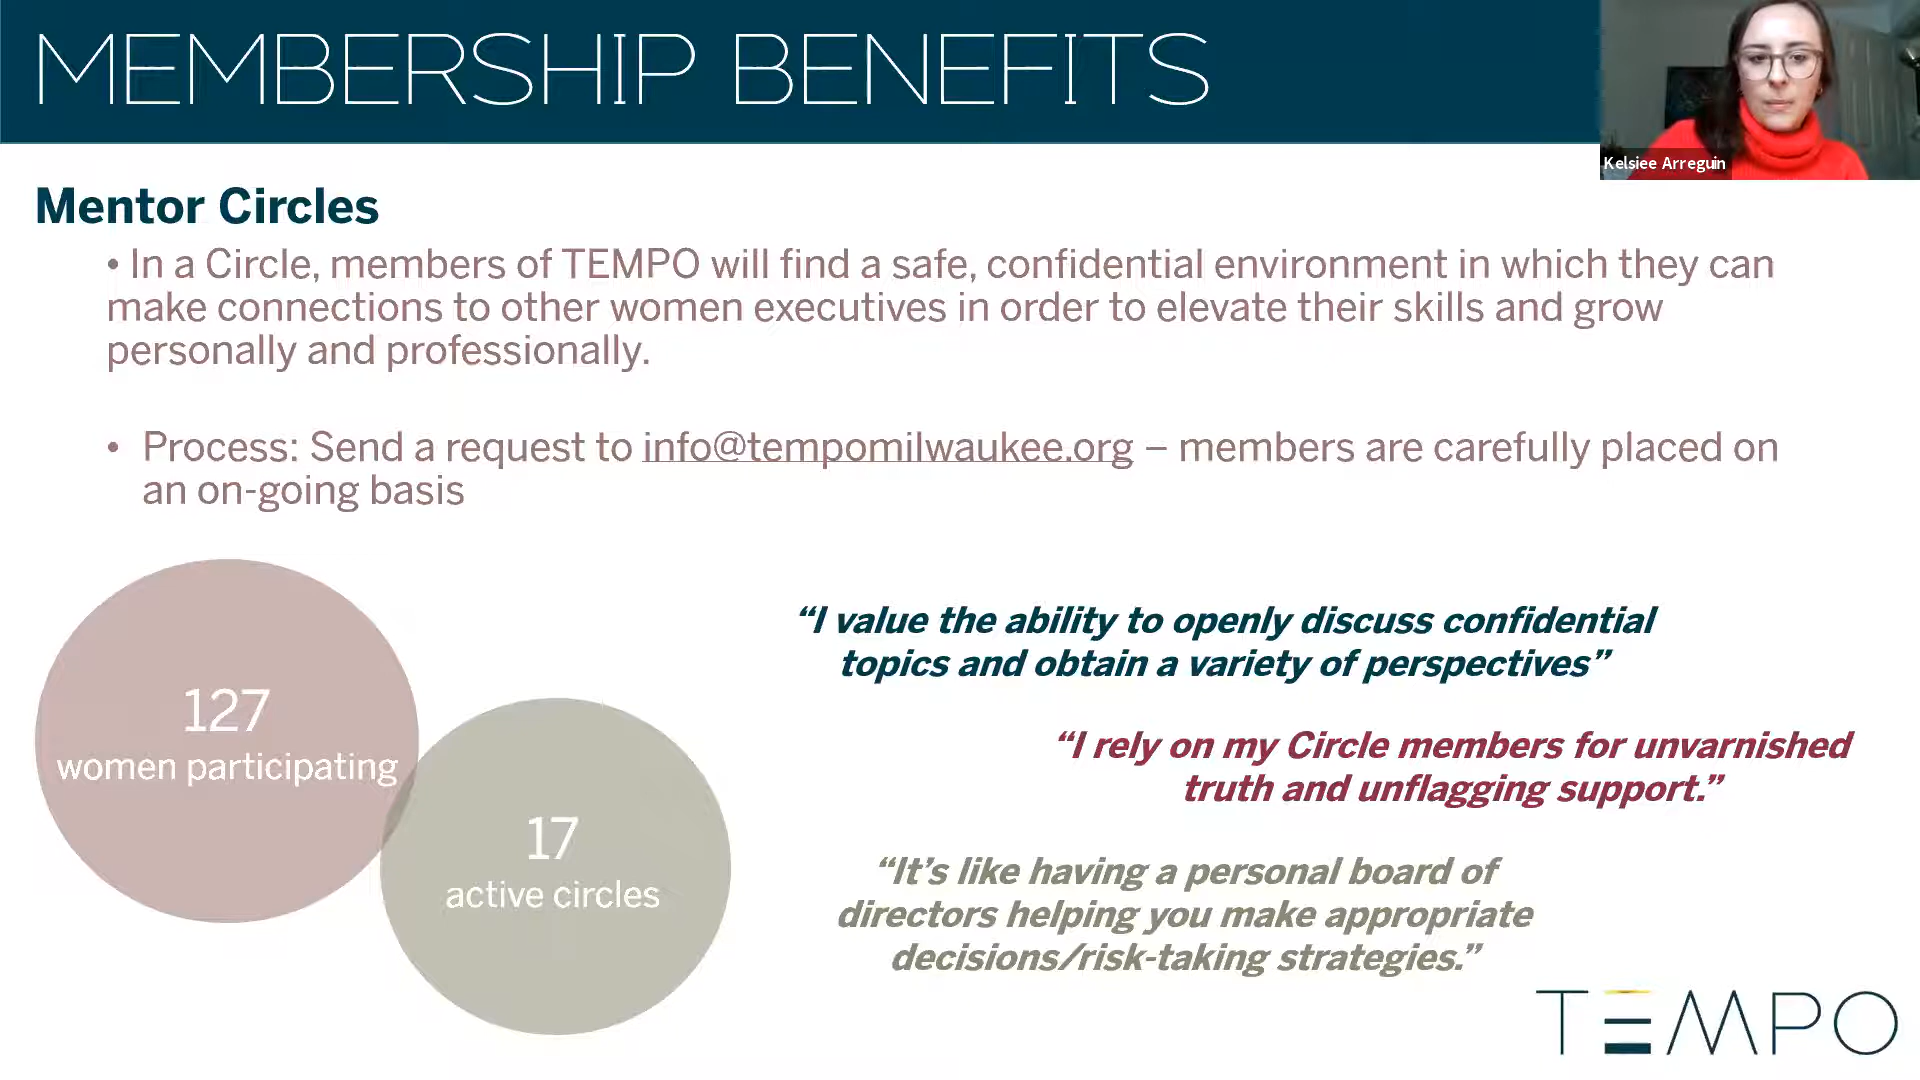 MEMBERSHIP BENEFITS
Kelsiee Arreguin
Mentor Circles
• In a Circle, members of TEMPO will find a safe, confidential environment in which they can
make connections to other women executives in order to elevate their skills and grow
personally and professionally.
• Process: Send a request to info@tempomilwaukee.org – members are carefully placed on
an on-going basis
127
women participating
17
active circles
“I value the ability to openly discuss confidential
topics and obtain a variety of perspectives”
“I rely on my Circle members for unvarnished
truth and unflagging support.”
“It’s like having a personal board of
directors helping you make appropriate
decisions/risk-taking strategies.”
TEMPO